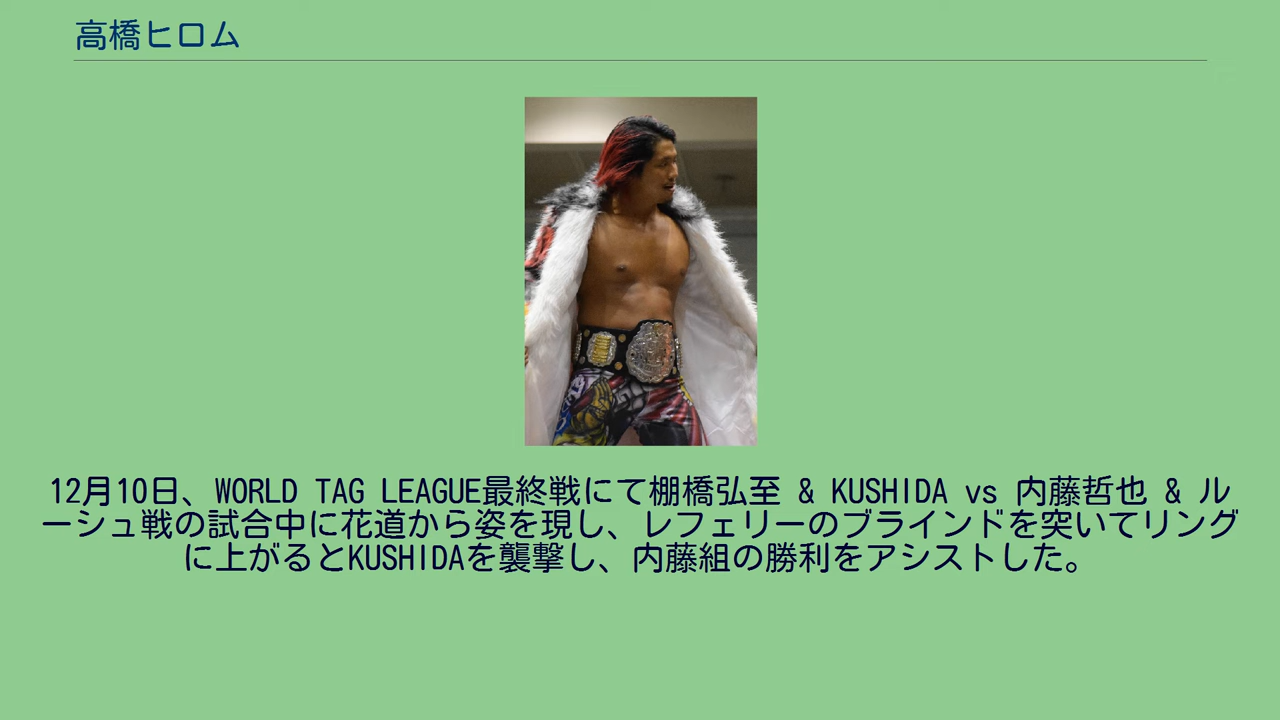 高橋ヒロム
12月10日、WORLD TAG LEAGUE最終戦にて棚橋弘至 & KUSHIDA vs 内藤哲也 & ル
ーシュ戦の試合中に花道から姿を現し、レフェリーのブラインドを突いてリング
に上がるとKUSHIDAを襲撃し、内藤組の勝利をアシストした。